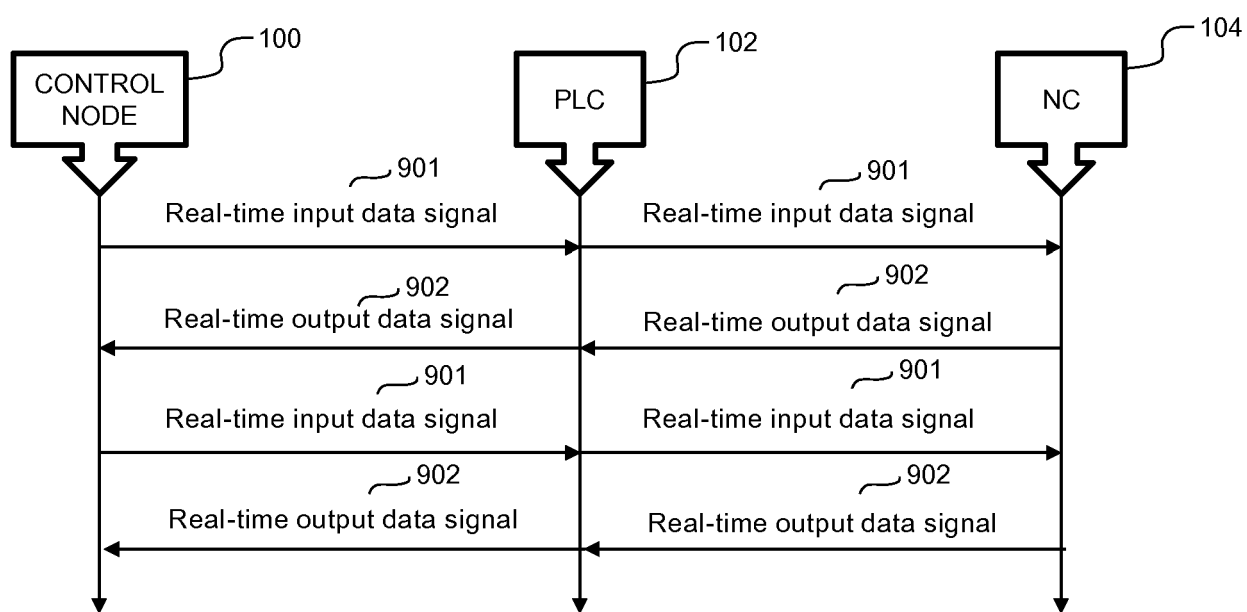 100
102
104
CONTROL
NODE
PLC
NC
901
901
Real-time input data signal
Real-time input data signal
902
902
Real-time output data signal
Real-time output data signal
901
901
Real-time input data signal
Real-time input data signal
902
902
Real-time output data signal
Real-time output data signal